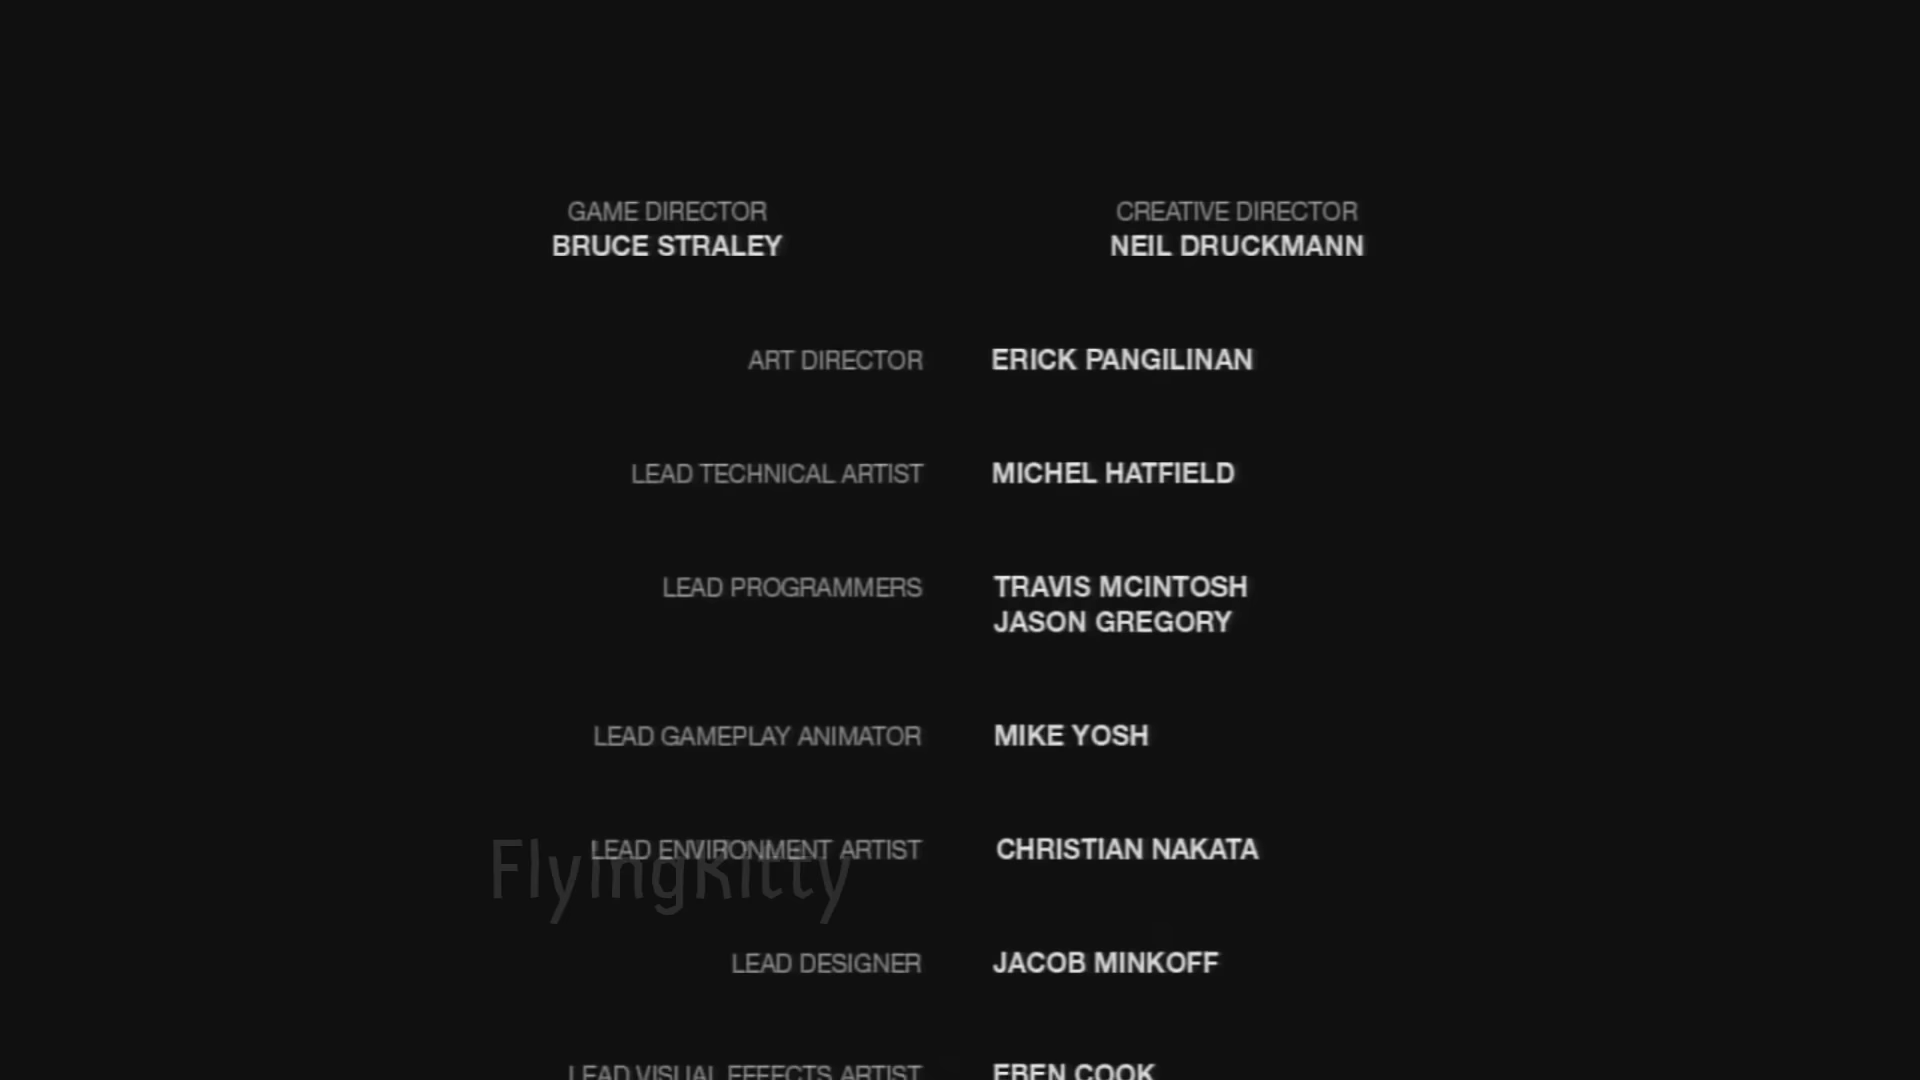 GAME DIRECTOR
BRUCE STRALEY
CREATIVE DIRECTOR
NEIL DRUCKMANN
ART DIRECTOR ERICK PANGILINAN
LEAD TECHNICAL ARTIST MICHEL HATFIELD
LEAD PROGRAMMERS TRAVIS MCINTOSH
JASON GREGORY
LEAD GAMEPLAY ANIMATOR MIKE YOSH
LEAD ENVIRONMENT ARTIST CHRISTIAN NAKATA
FlyingKitty
LEAD DESIGNER JACOB MINKOFF
LEAD VISUAL EFFECTS ARTIST EBEN COOK